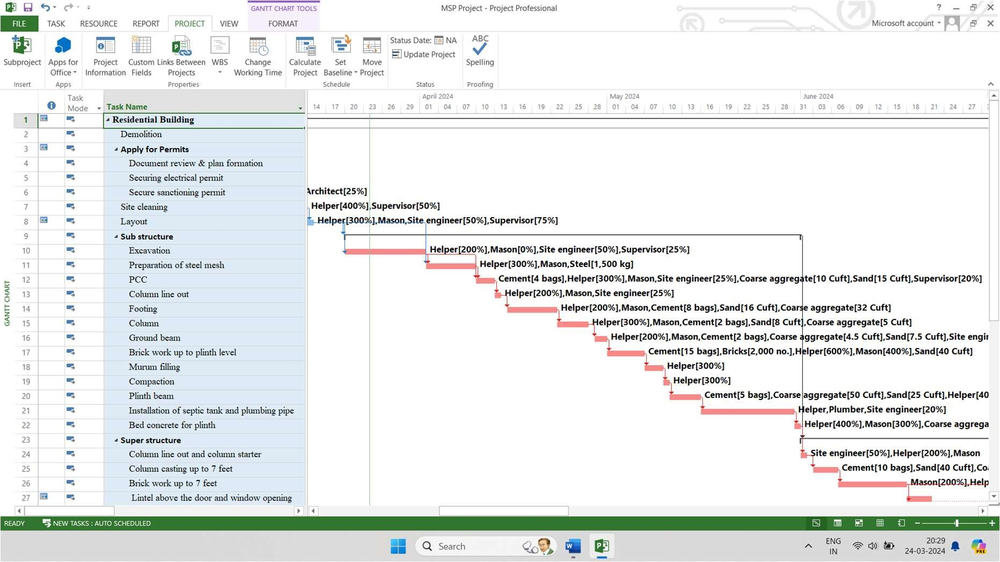 GANTT CHART TOOLS
MSP Project - Project Professional
?
FILE TASK RESOURCE REPORT PROJECT VIEW FORMAT
Microsoft account
Subproject
Apps for Office
Project Information
Custom Fields
Links Between Projects
WBS
Change Working Time
Calculate Project
Set Baseline
Move Project
Status Date: NA
Update Project
ABC
Spelling
Insert Apps Properties Schedule Status Proofing
Task Mode
Task Name
April 2024 May 2024 June 2024
14 17 20 23 26 29 01 04 07 10 13 16 19 22 25 28 01 04 07 10 13 16 19 22 25 28 31 03 06 09 12 15 18 21 24 27
1 Residential Building
2 Demolition
3 Apply for Permits
4 Document review & plan formation
5 Securing electrical permit
6 Secure sanctioning permit Architect[25%]
7 Site cleaning Helper[400%],Supervisor[50%]
8 Layout Helper[300%],Mason,Site engineer[50%],Supervisor[75%]
9 Sub structure
10 Excavation Helper[200%],Mason[0%],Site engineer[50%],Supervisor[25%]
11 Preparation of steel mesh Helper[300%],Mason,Steel[1,500 kg]
12 PCC Cement[4 bags],Helper[300%],Mason,Site engineer[25%],Coarse aggregate[10 Cuft],Sand[15 Cuft],Supervisor[20%]
13 Column line out Helper[200%],Mason,Site engineer[25%]
14 Footing Helper[200%],Mason,Cement[8 bags],Sand[16 Cuft],Coarse aggregate[32 Cuft]
15 Column Helper[300%],Mason,Cement[2 bags],Sand[8 Cuft],Coarse aggregate[5 Cuft]
16 Ground beam Helper[200%],Mason,Cement[2 bags],Coarse aggregate[4.5 Cuft],Sand[7.5 Cuft],Site engir
17 Brick work up to plinth level Cement[15 bags],Bricks[2,000 no.],Helper[600%],Mason[400%],Sand[40 Cuft]
18 Murum filling Helper[300%]
19 Compaction Helper[300%]
20 Plinth beam Cement[5 bags],Coarse aggregate[50 Cuft],Sand[25 Cuft],Helper[40
21 Installation of septic tank and plumbing pipe Helper,Plumber,Site engineer[20%]
22 Bed concrete for plinth Helper[400%],Mason[300%],Coarse aggrega
23 Super structure
24 Column line out and column starter Site engineer[50%],Helper[200%],Mason
25 Column casting up to 7 feet Cement[10 bags],Sand[40 Cuft],Co
26 Brick work up to 7 feet Mason[200%],Help
27 Lintel above the door and window opening
GANTT CHART
READY NEW TASKS : AUTO SCHEDULED
Search
ENG
IN
20:29
24-03-2024
PRE